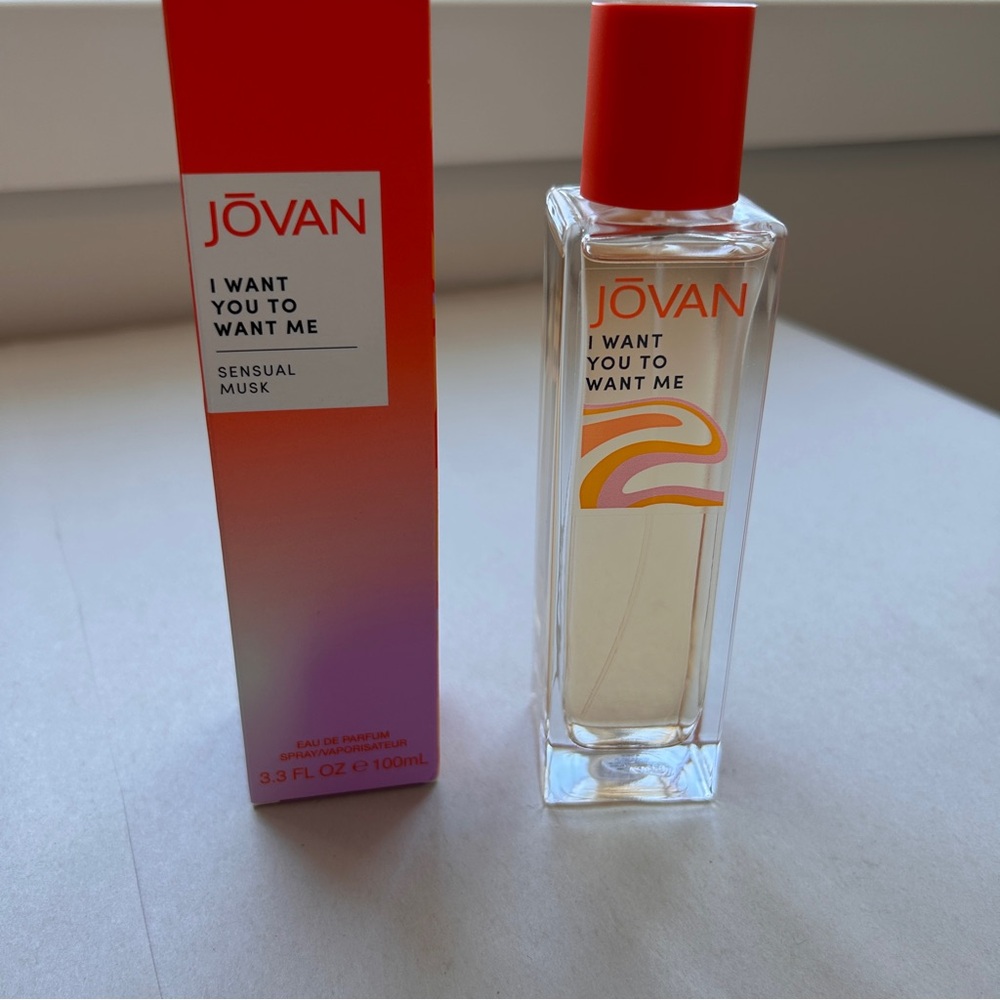 JŌVAN
I WANT
YOU TO
WANT ME
SENSUAL
MUSK
EAU DE PARFUM
SPRAY/VAPORISATEUR
3.3 FL OZ ℮ 100mL
JŌVAN
I WANT
YOU TO
WANT ME